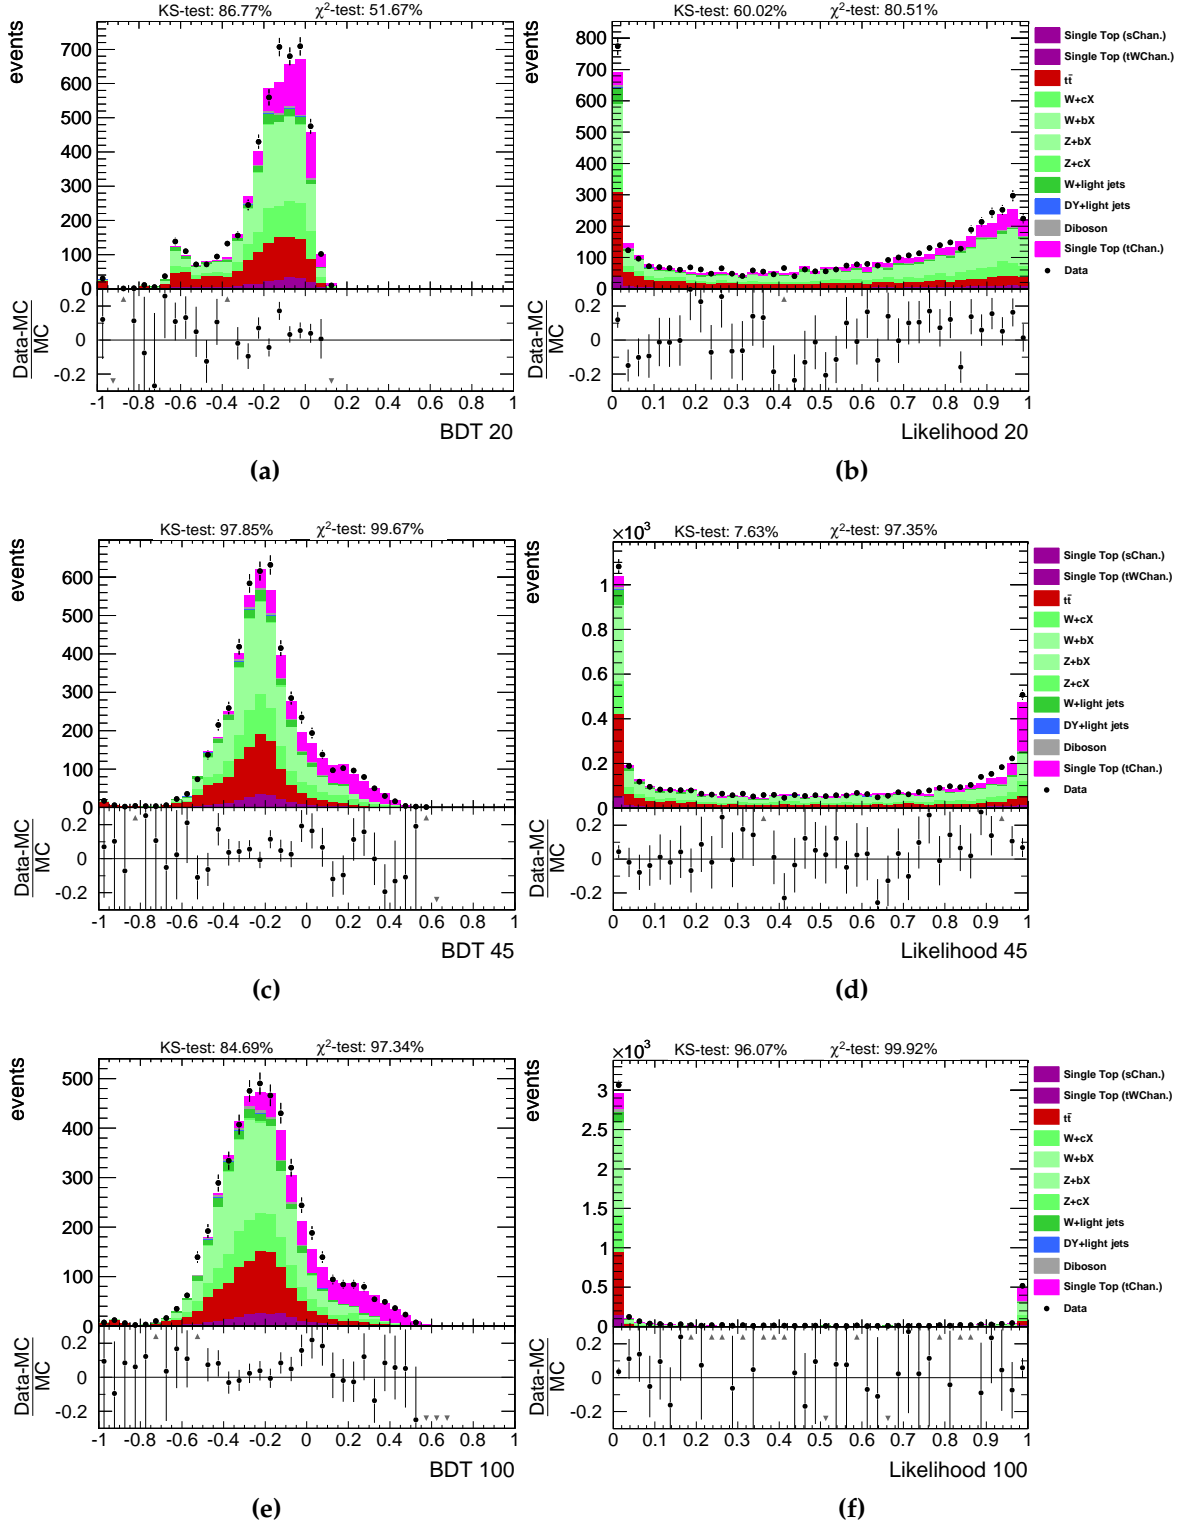 KS-test: 86.77% χ²-test: 51.67%
events
700
600
500
400
300
200
100
0
Data-MC
MC
0.2
0
-0.2
-1 -0.8 -0.6 -0.4 -0.2 0 0.2 0.4 0.6 0.8 1
BDT 20
(a)
KS-test: 60.02% χ²-test: 80.51%
events
800
700
600
500
400
300
200
100
0
Data-MC
MC
0.2
0
-0.2
0 0.1 0.2 0.3 0.4 0.5 0.6 0.7 0.8 0.9 1
Likelihood 20
(b)
Single Top (sChan.)
Single Top (tWChan.)
tt̄
W+cX
W+bX
Z+bX
Z+cX
W+light jets
DY+light jets
Diboson
Single Top (tChan.)
Data
KS-test: 97.85% χ²-test: 99.67%
events
600
500
400
300
200
100
0
Data-MC
MC
0.2
0
-0.2
-1 -0.8 -0.6 -0.4 -0.2 0 0.2 0.4 0.6 0.8 1
BDT 45
(c)
KS-test: 7.63% χ²-test: 97.35%
×10³
events
1
0.8
0.6
0.4
0.2
0
Data-MC
MC
0.2
0
-0.2
0 0.1 0.2 0.3 0.4 0.5 0.6 0.7 0.8 0.9 1
Likelihood 45
(d)
Single Top (sChan.)
Single Top (tWChan.)
tt̄
W+cX
W+bX
Z+bX
Z+cX
W+light jets
DY+light jets
Diboson
Single Top (tChan.)
Data
KS-test: 84.69% χ²-test: 97.34%
events
500
400
300
200
100
0
Data-MC
MC
0.2
0
-0.2
-1 -0.8 -0.6 -0.4 -0.2 0 0.2 0.4 0.6 0.8 1
BDT 100
(e)
KS-test: 96.07% χ²-test: 99.92%
×10³
events
3
2.5
2
1.5
1
0.5
0
Data-MC
MC
0.2
0
-0.2
0 0.1 0.2 0.3 0.4 0.5 0.6 0.7 0.8 0.9 1
Likelihood 100
(f)
Single Top (sChan.)
Single Top (tWChan.)
tt̄
W+cX
W+bX
Z+bX
Z+cX
W+light jets
DY+light jets
Diboson
Single Top (tChan.)
Data